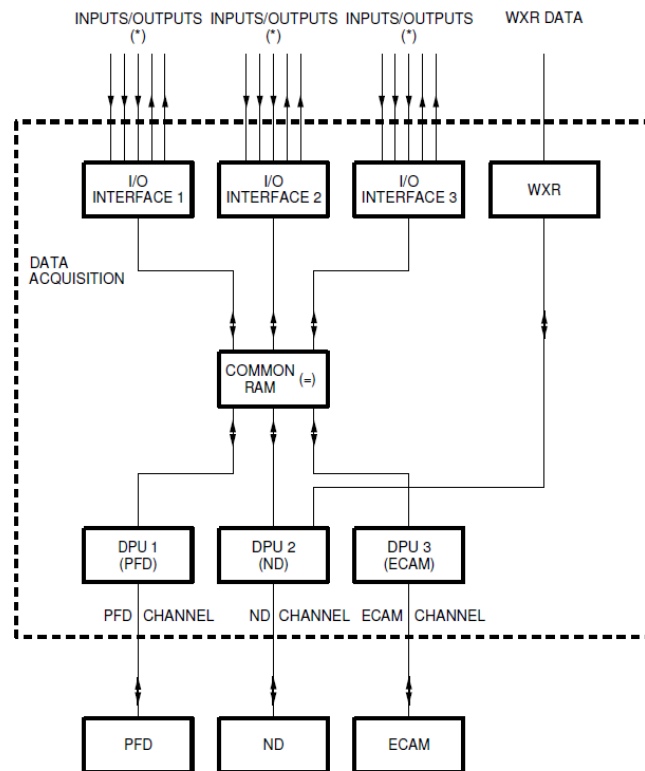 INPUTS/OUTPUTS
(*)
INPUTS/OUTPUTS
(*)
INPUTS/OUTPUTS
(*)
WXR DATA
I/O
INTERFACE 1
I/O
INTERFACE 2
I/O
INTERFACE 3
WXR
DATA
ACQUISITION
COMMON (=)
RAM
DPU 1
(PFD)
DPU 2
(ND)
DPU 3
(ECAM)
PFD CHANNEL
ND CHANNEL
ECAM CHANNEL
PFD
ND
ECAM